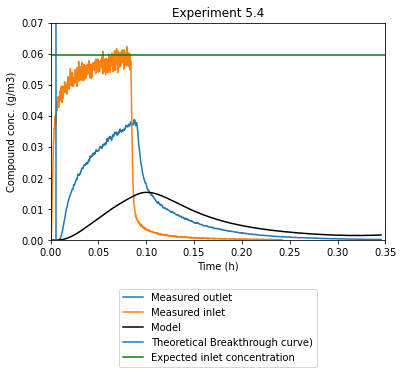 Experiment 5.4
0.07
0.06
0.05
0.04
0.03
0.02
0.01
0.00
Compound conc. (g/m3)
0.00 0.05 0.10 0.15 0.20 0.25 0.30 0.35
Time (h)
Measured outlet
Measured inlet
Model
Theoretical Breakthrough curve)
Expected inlet concentration